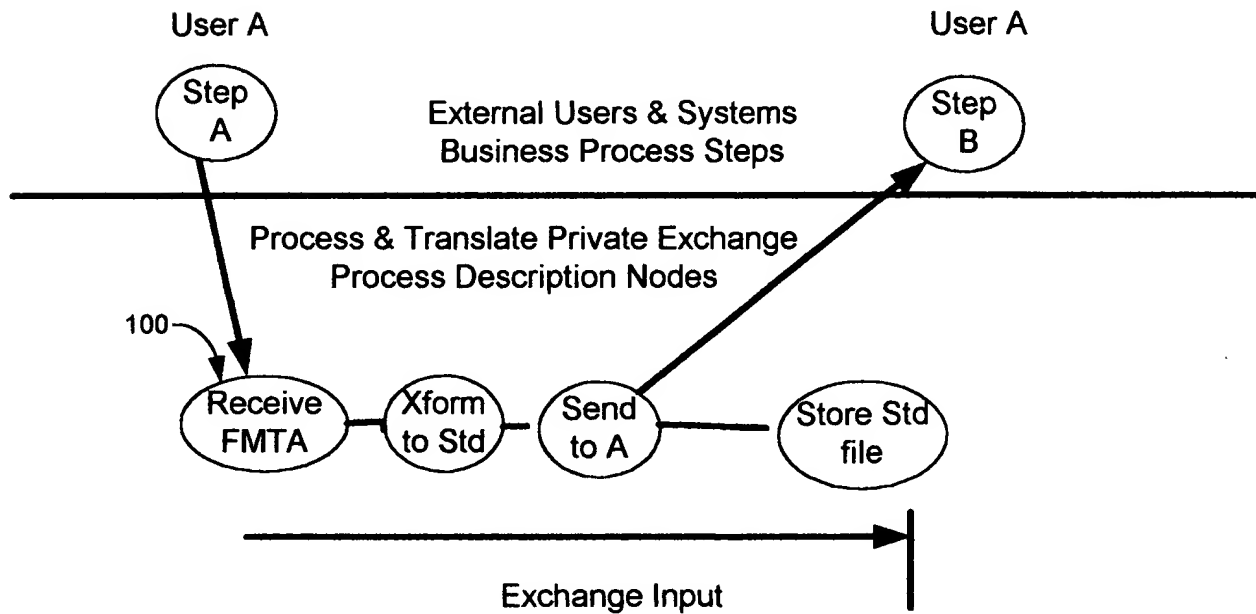 User A
User A
Step
A
External Users & Systems
Business Process Steps
Step
B
Process & Translate Private Exchange
Process Description Nodes
100
Receive
FMTA
Xform
to Std
Send
to A
Store Std
file
Exchange Input